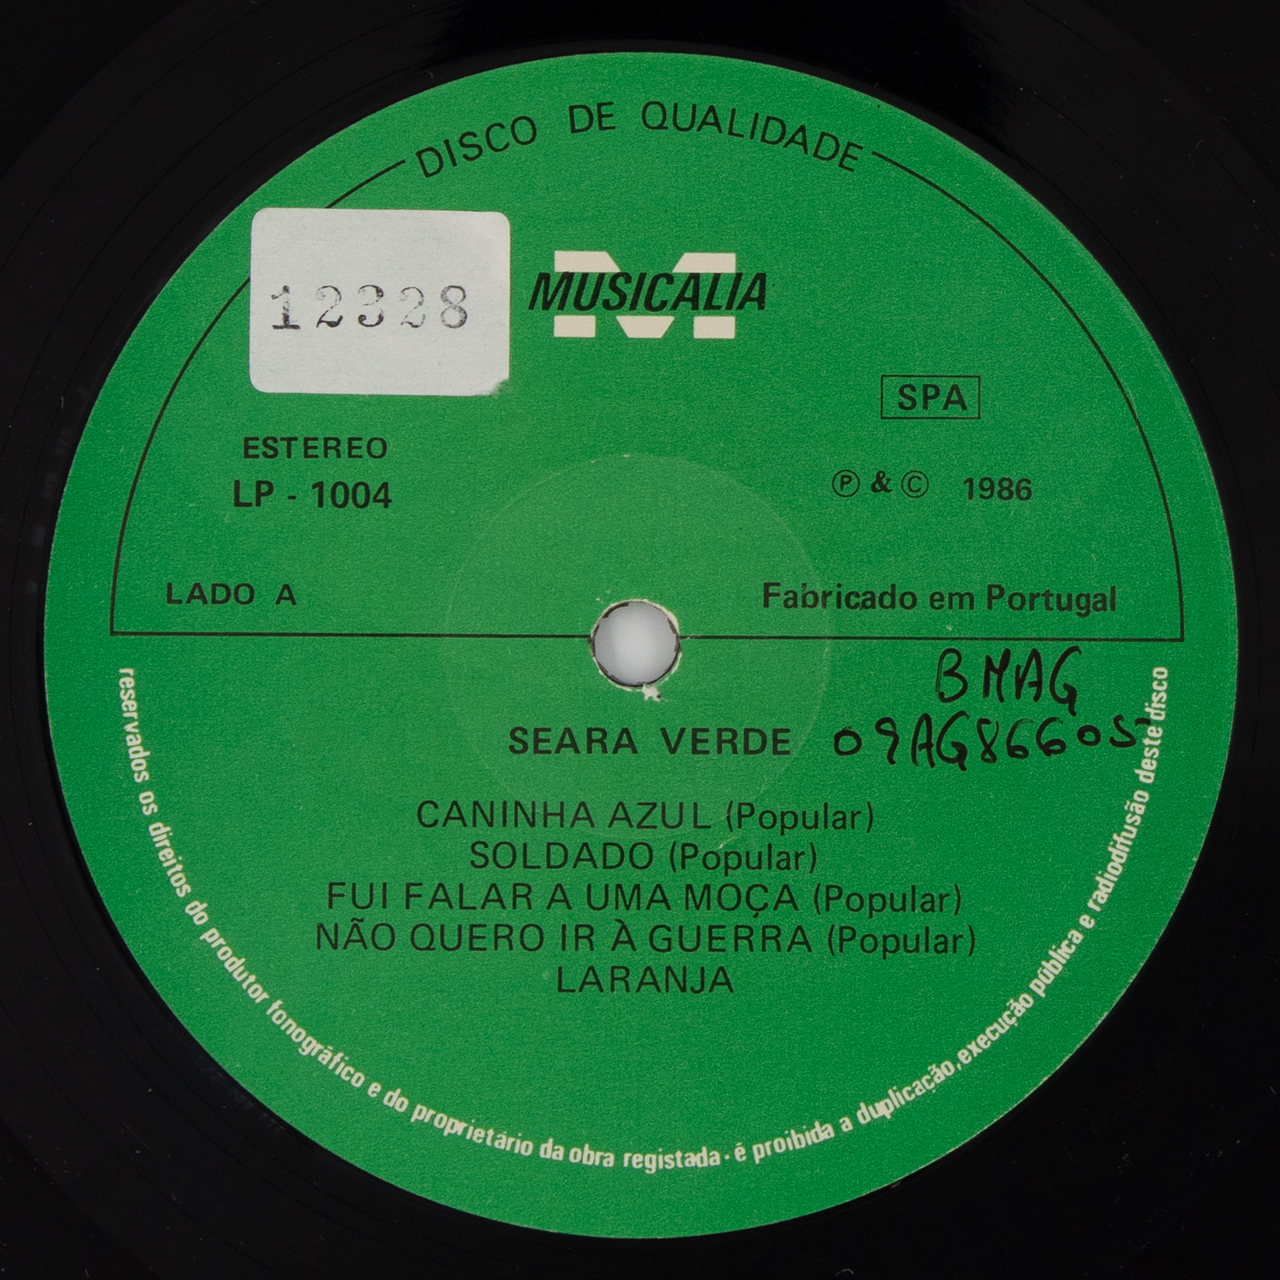 DISCO DE QUALIDADE
12328
MUSICALIA
SPA
ESTEREO
LP - 1004
Ⓟ & © 1986
LADO A
Fabricado em Portugal
BMAG
09AG86605
SEARA VERDE
CANINHA AZUL (Popular)
SOLDADO (Popular)
FUI FALAR A UMA MOÇA (Popular)
NÃO QUERO IR À GUERRA (Popular)
LARANJA
reservados os direitos do produtor fonográfico e do proprietário da obra registada · é proibida a duplicação, execução pública e radiodifusão deste disco